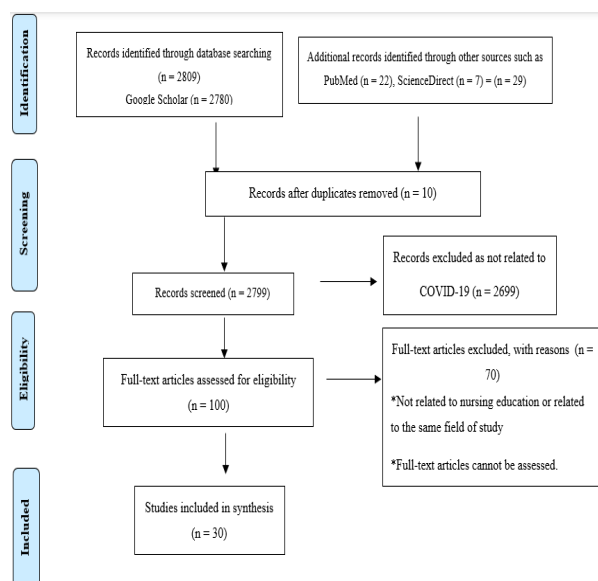 Identification
Records identified through database searching
(n = 2809)
Google Scholar (n = 2780)
Additional records identified through other sources such as
PubMed (n = 22), ScienceDirect (n = 7) = (n = 29)
Screening
Records after duplicates removed (n = 10)
Records screened (n = 2799)
Records excluded as not related to
COVID-19 (n = 2699)
Eligibility
Full-text articles assessed for eligibility
(n = 100)
Full-text articles excluded, with reasons (n =
70)
*Not related to nursing education or related
to the same field of study
*Full-text articles cannot be assessed.
Included
Studies included in synthesis
(n = 30)